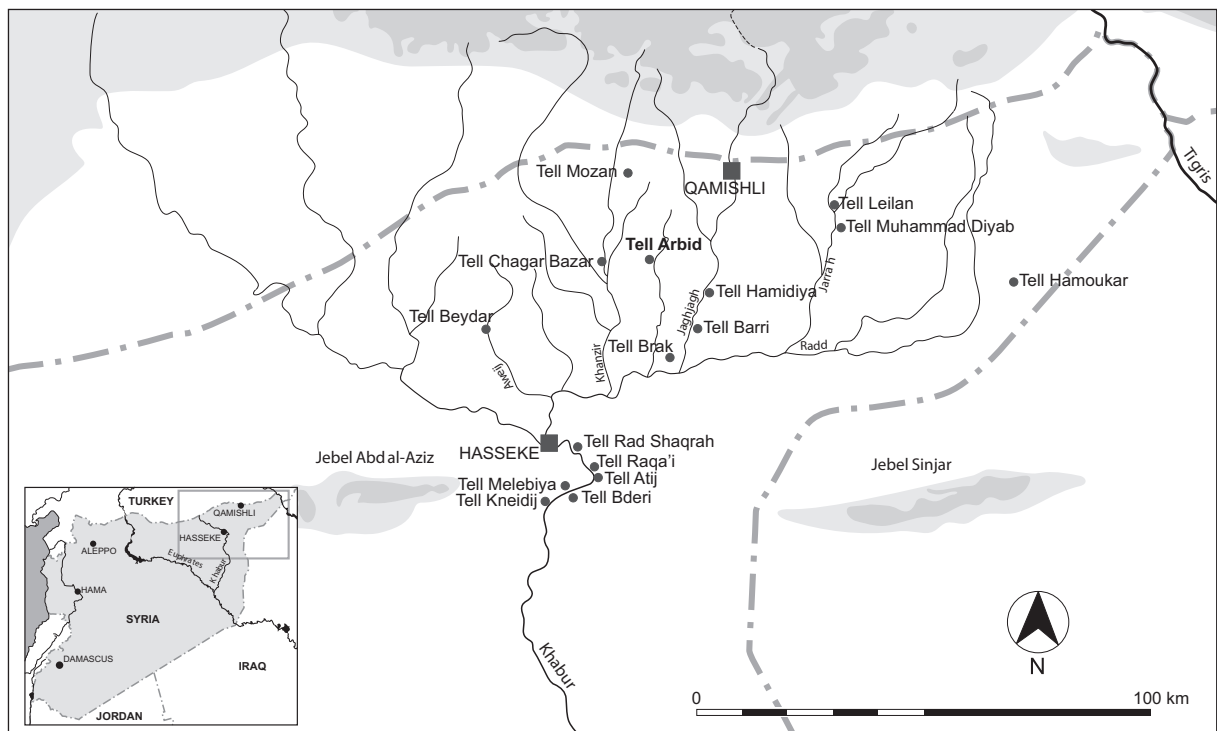 Tigris
Tell Mozan
QAMISHLI
Tell Leilan
Tell Muhammad Diyab
Tell Arbid
Tell Chagar Bazar
Jarrah
Tell Hamoukar
Tell Hamidiya
Jaghjagh
Tell Beydar
Tell Barri
Tell Brak
Radd
Khanzir
Aweij
HASSEKE
Tell Rad Shaqrah
Jebel Abd al-Aziz
Tell Raqa'i
Jebel Sinjar
Tell Atij
Tell Melebiya
Tell Bderi
Tell Kneidij
Khabur
N
0
100 km
TURKEY
QAMISHLI
HASSEKE
ALEPPO
Euphrates
Khabur
HAMA
SYRIA
DAMASCUS
IRAQ
JORDAN